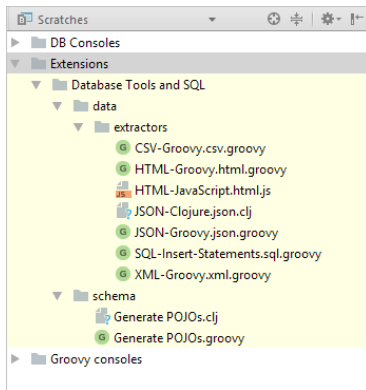 Scratches
DB Consoles
Extensions
Database Tools and SQL
data
extractors
CSV-Groovy.csv.groovy
HTML-Groovy.html.groovy
HTML-JavaScript.html.js
JSON-Clojure.json.clj
JSON-Groovy.json.groovy
SQL-Insert-Statements.sql.groovy
XML-Groovy.xml.groovy
schema
Generate POJOs.clj
Generate POJOs.groovy
Groovy consoles